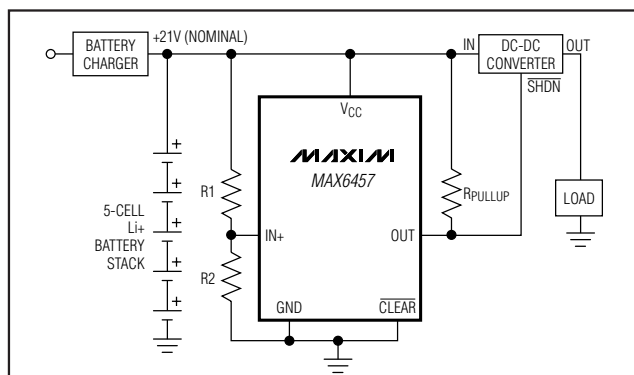 BATTERY
CHARGER
+21V (NOMINAL)
IN
DC-DC
CONVERTER
OUT
SHDN
VCC
MAXIM
MAX6457
R1
RPULLUP
LOAD
5-CELL
Li+
BATTERY
STACK
+
+
+
+
+
IN+
OUT
R2
GND
CLEAR